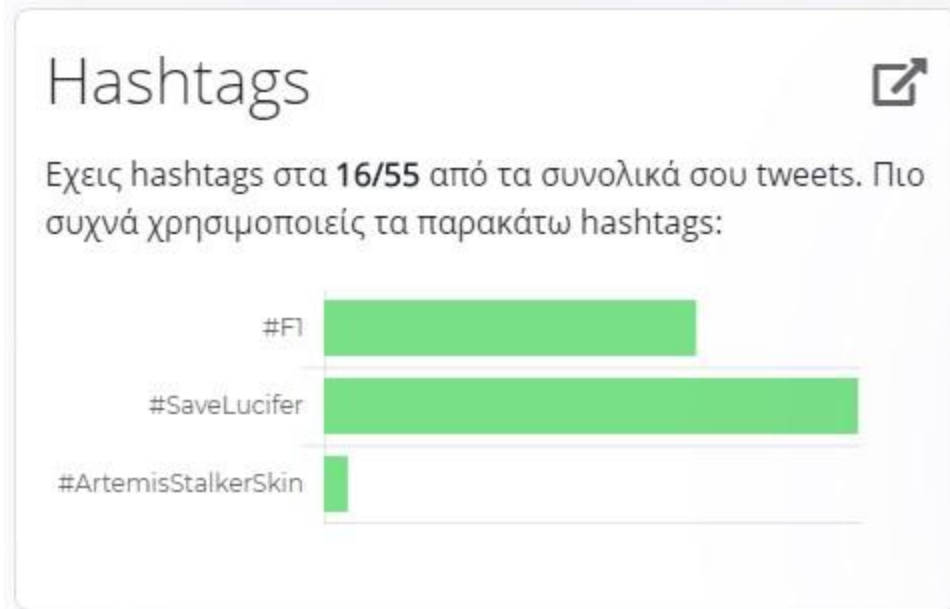 Hashtags
Εχεις hashtags στα 16/55 από τα συνολικά σου tweets. Πιο
συχνά χρησιμοποιείς τα παρακάτω hashtags:
#F1
#SaveLucifer
#ArtemisStalkerSkin